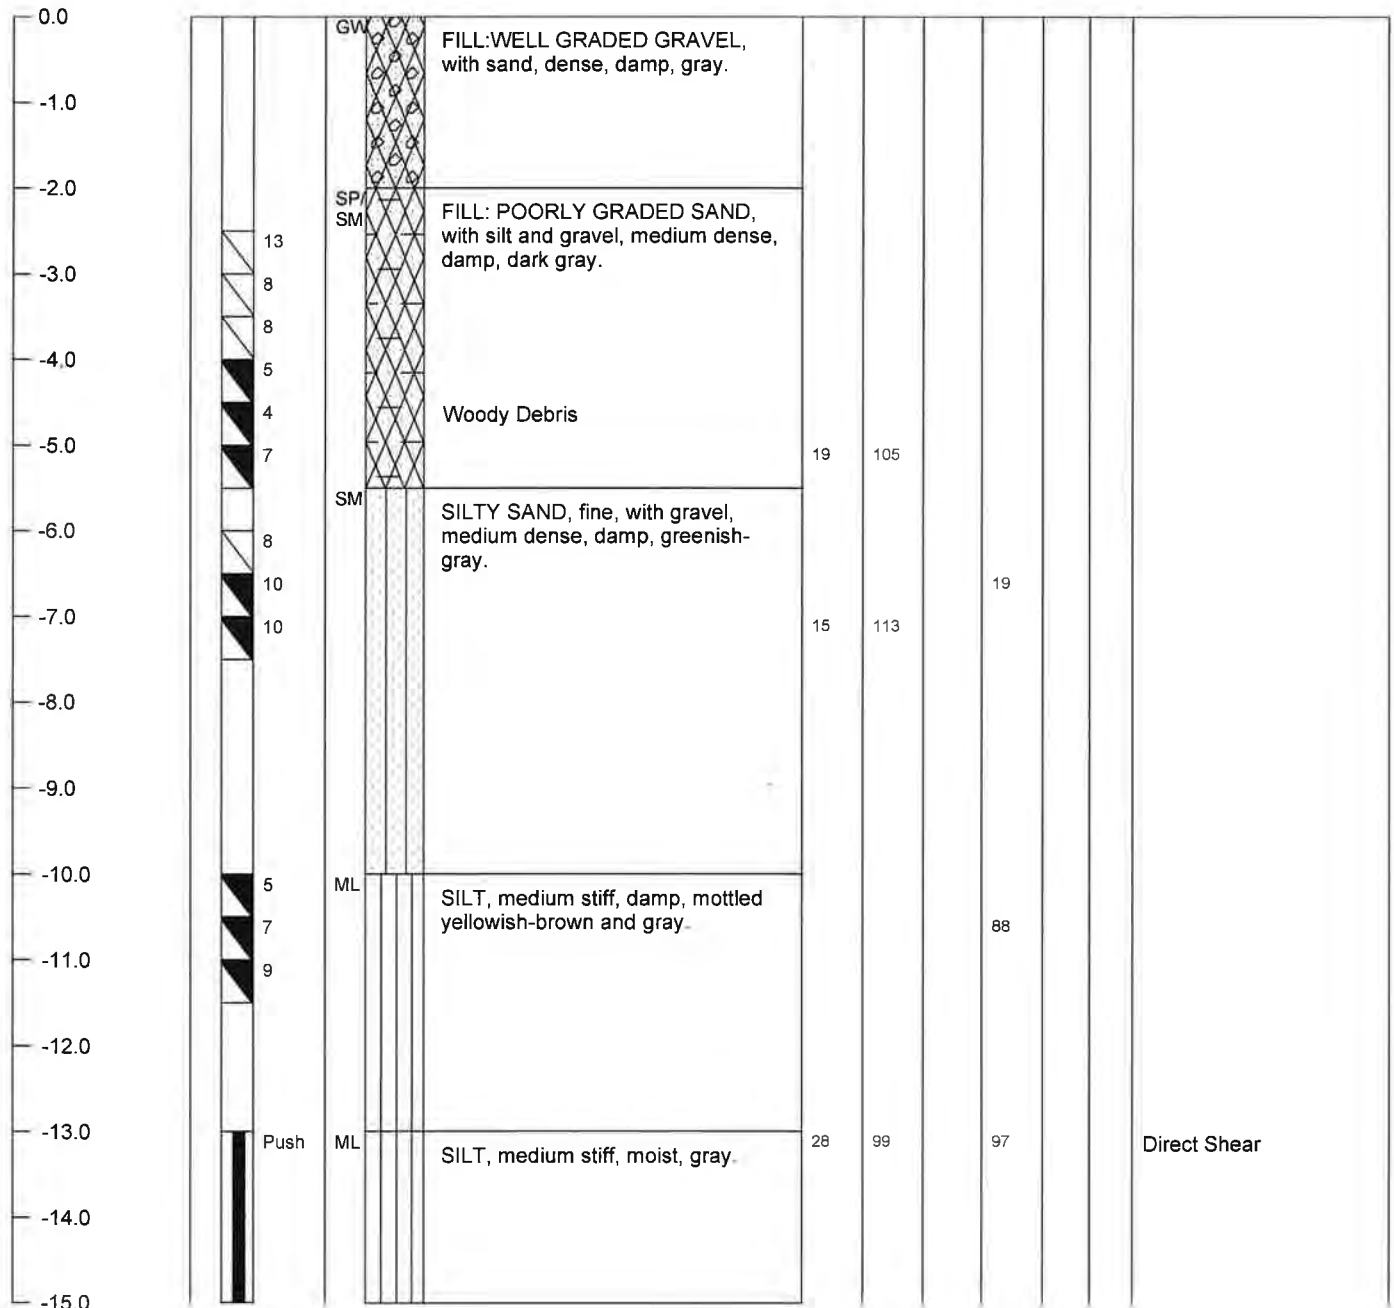 0.0
GW
FILL:WELL GRADED GRAVEL,
with sand, dense, damp, gray.
-1.0
-2.0
SP/
SM
FILL: POORLY GRADED SAND,
with silt and gravel, medium dense,
damp, dark gray.
13
-3.0
8
8
-4.0
5
4
Woody Debris
-5.0
7
19
105
SM
SILTY SAND, fine, with gravel,
medium dense, damp, greenish-
gray.
-6.0
8
10
19
-7.0
10
15
113
-8.0
-9.0
-10.0
5
ML
SILT, medium stiff, damp, mottled
yellowish-brown and gray.
7
88
-11.0
9
-12.0
-13.0
Push
ML
SILT, medium stiff, moist, gray.
28
99
97
Direct Shear
-14.0
-15.0